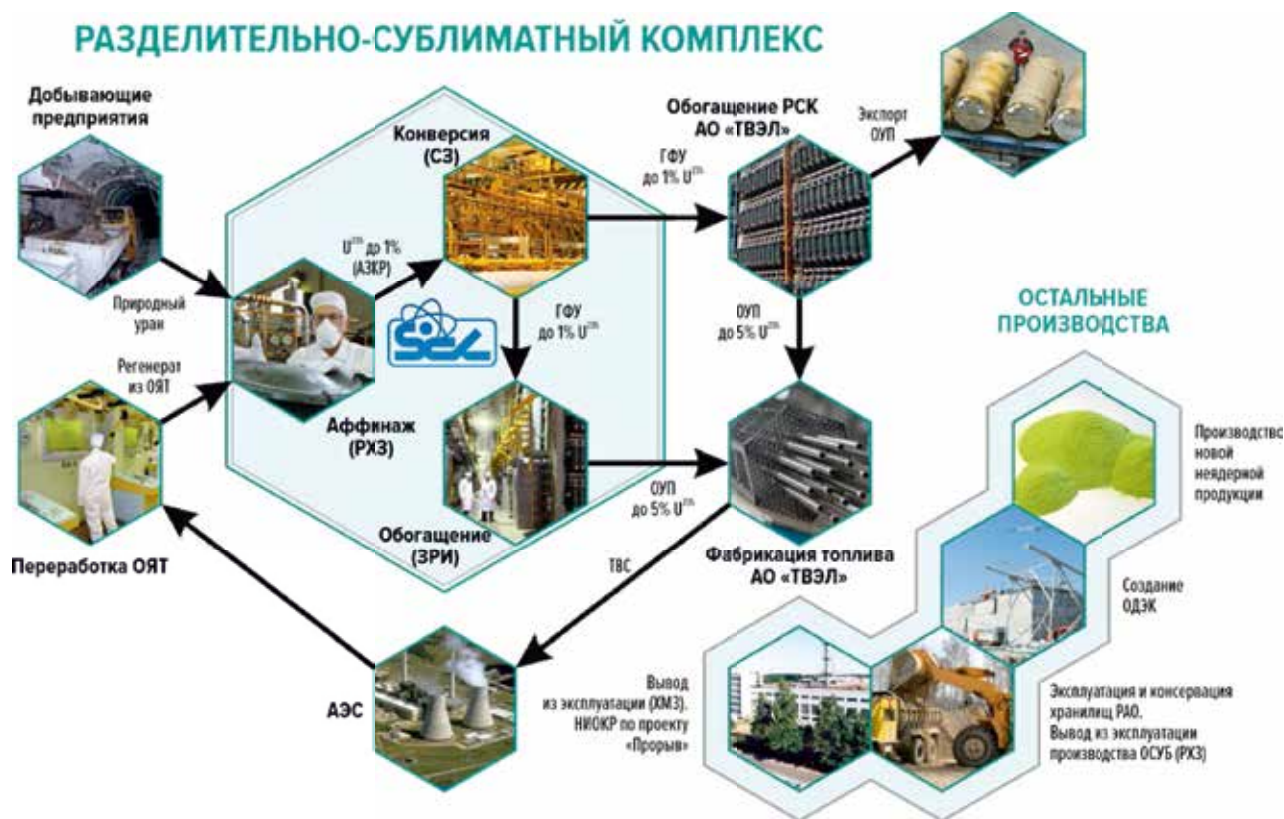 РАЗДЕЛИТЕЛЬНО-СУБЛИМАТНЫЙ КОМПЛЕКС
Добывающие
предприятия
Конверсия
(СЗ)
Обогащение РСК
АО «ТВЭЛ»
Экспорт
ОУП
ГФУ
до 1% U²³⁵
U²³⁵ до 1%
(АЗКР)
Природный
уран
ГФУ
до 1% U²³⁵
ОУП
до 5% U²³⁵
Регенерат
из ОЯТ
Аффинаж
(РХЗ)
ОУП
до 5% U²³⁵
Обогащение
(ЗРИ)
Переработка ОЯТ
Фабрикация топлива
АО «ТВЭЛ»
ТВС
АЭС
ОСТАЛЬНЫЕ
ПРОИЗВОДСТВА
Производство
новой
неядерной
продукции
Создание
ОДЭК
Вывод
из эксплуатации (ХМЗ).
НИОКР по проекту
«Прорыв»
Эксплуатация и консервация
хранилищ РАО.
Вывод из эксплуатации
производства ОСУБ (РХЗ)